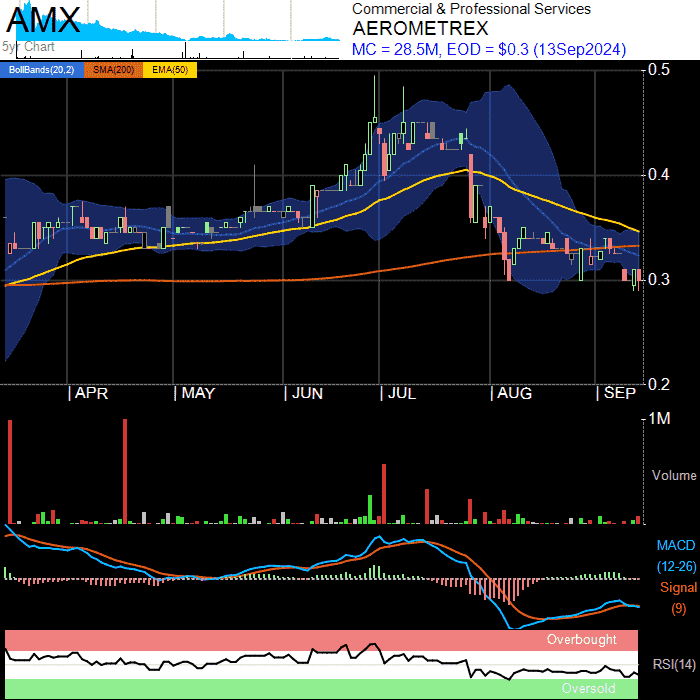 AMX
5yr Chart
Commercial & Professional Services
AEROMETREX
MC = 28.5M, EOD = $0.3 (13Sep2024)
BollBands(20,2) SMA(200) EMA(50)
0.5
0.4
0.3
0.2
| APR | MAY | JUN | JUL | AUG | SEP
1M
Volume
MACD
(12-26)
Signal
(9)
Overbought
RSI(14)
Oversold